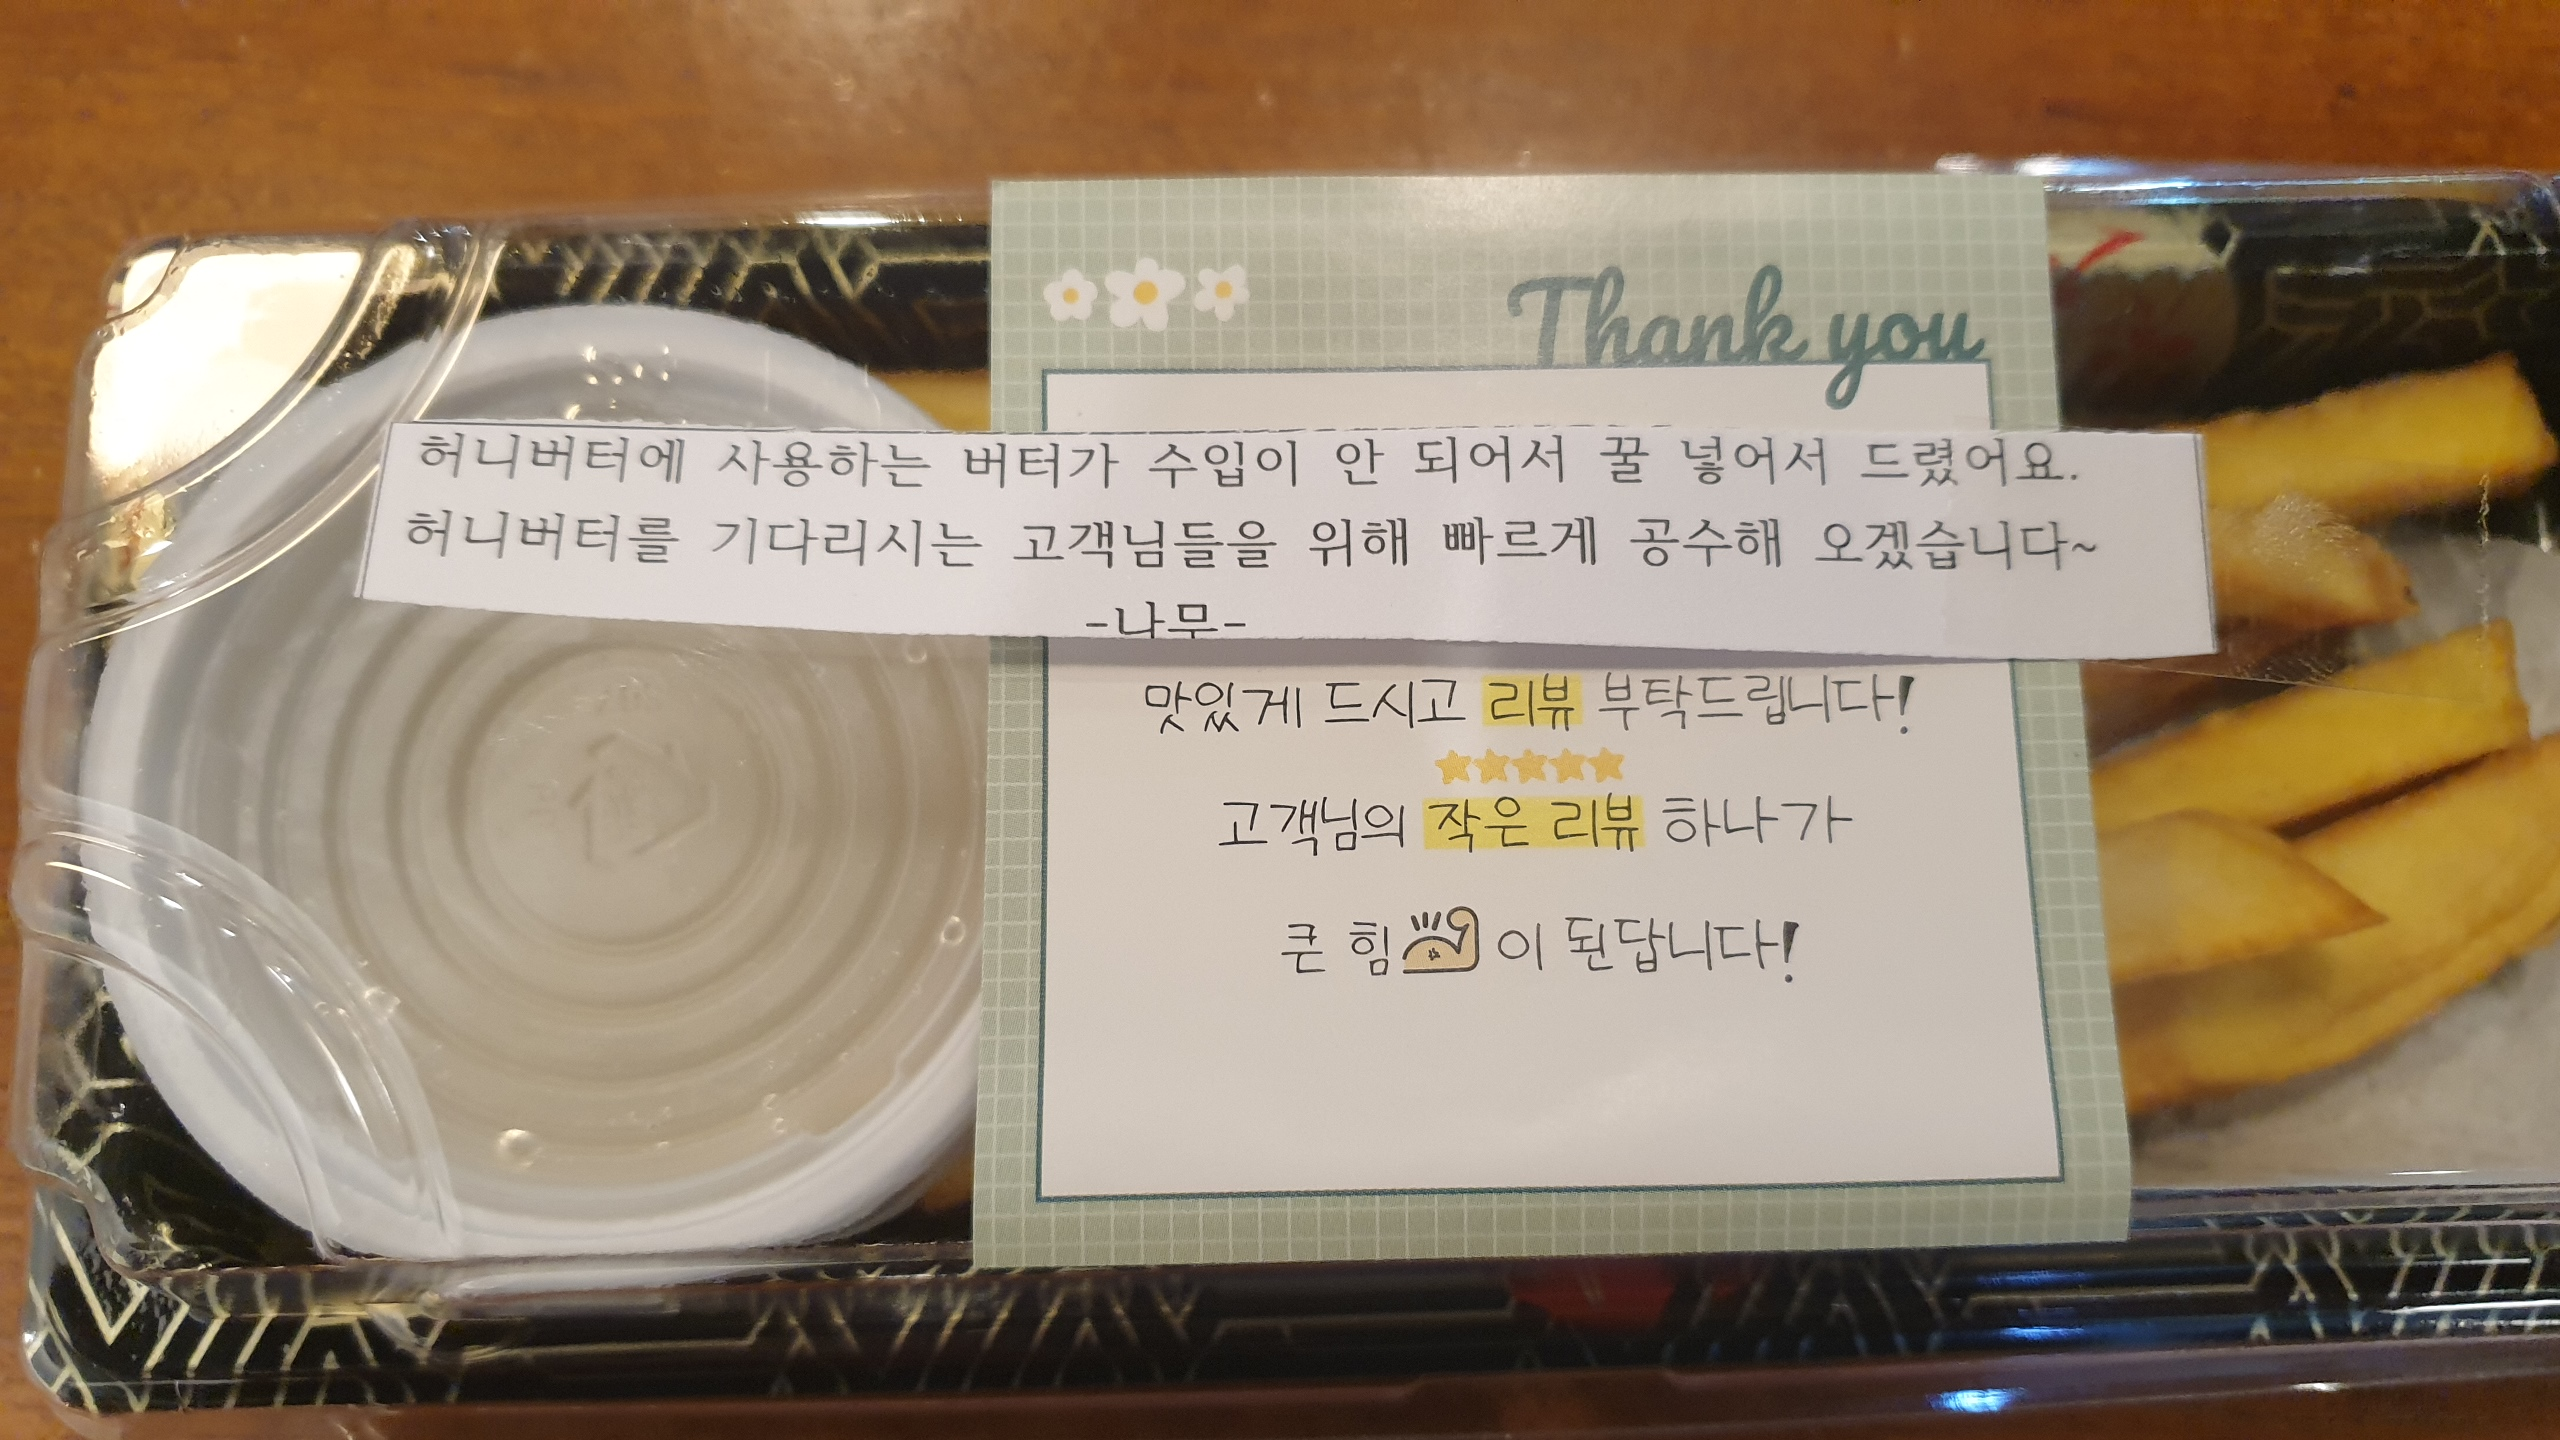 Thank you
허니버터에 사용하는 버터가 수입이 안 되어서 꿀 넣어서 드렸어요.
허니버터를 기다리시는 고객님들을 위해 빠르게 공수해 오겠습니다~
-나무-
맛있게 드시고 리뷰 부탁드립니다!
고객님의 작은 리뷰 하나가
큰 힘이 된답니다!